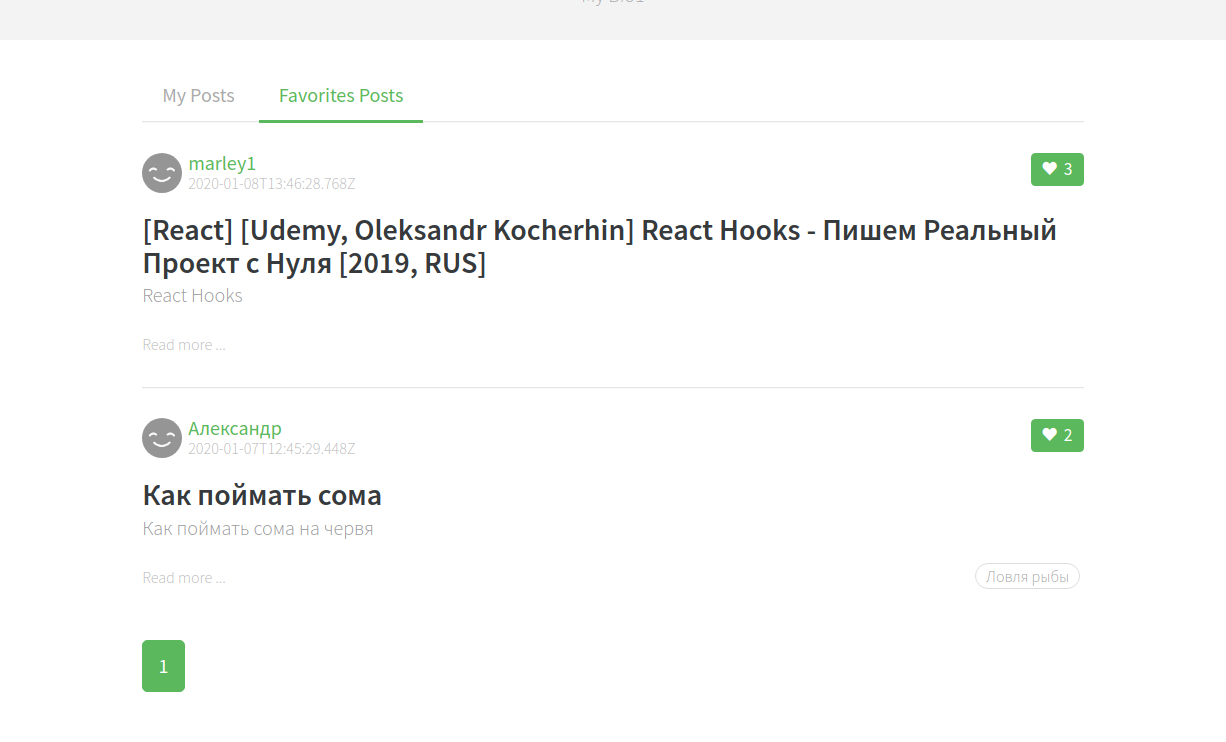 My Posts
Favorites Posts
marley1
2020-01-08T13:46:28.768Z
3
[React] [Udemy, Oleksandr Kocherhin] React Hooks - Пишем Реальный
Проект с Нуля [2019, RUS]
React Hooks
Read more ...
Александр
2020-01-07T12:45:29.448Z
2
Как поймать сома
Как поймать сома на червя
Read more ...
Ловля рыбы
1